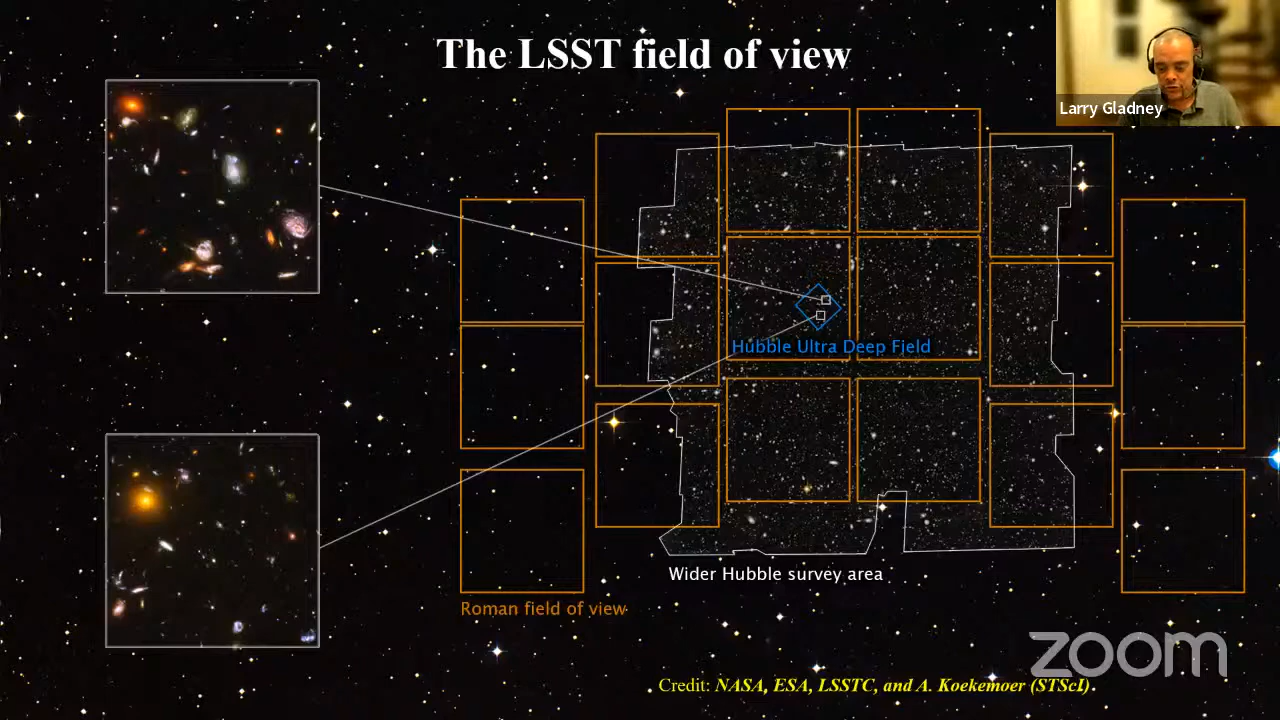 The LSST field of view
Larry Gladney
Hubble Ultra Deep Field
Wider Hubble survey area
Roman field of view
zoom
Credit: NASA, ESA, LSSTC, and A. Koekemoer (STScI)